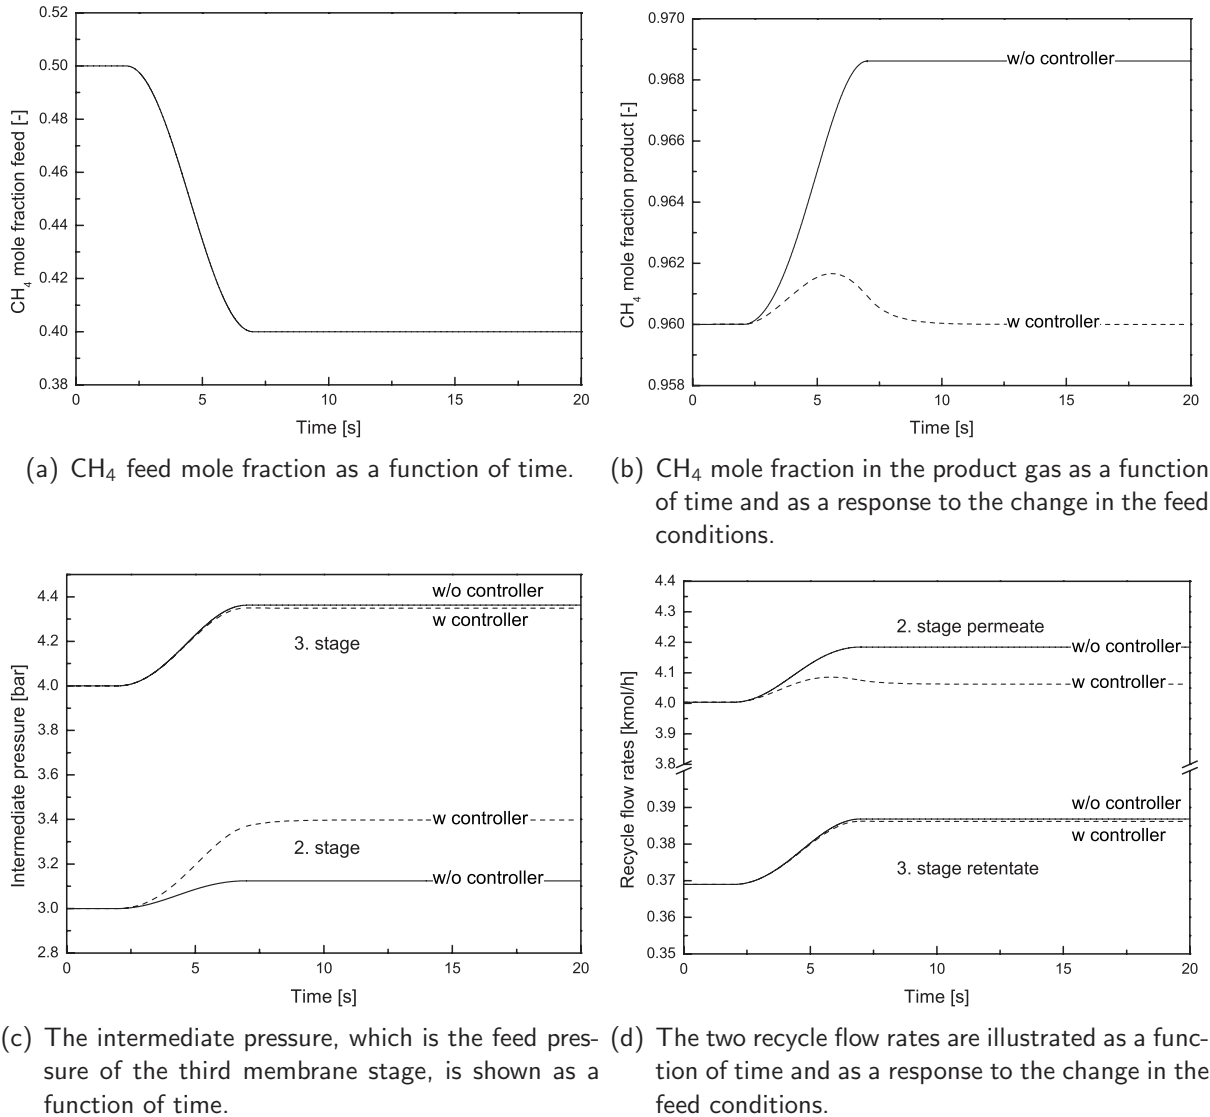 0.52
0.50
0.48
0.46
0.44
0.42
0.40
0.38
CH4 mole fraction feed [-]
0 5 10 15 20
Time [s]
(a) CH4 feed mole fraction as a function of time.
0.970
0.968
0.966
0.964
0.962
0.960
0.958
CH4 mole fraction product [-]
w/o controller
w controller
0 5 10 15 20
Time [s]
(b) CH4 mole fraction in the product gas as a function
of time and as a response to the change in the feed
conditions.
4.4
4.2
4.0
3.8
3.6
3.4
3.2
3.0
2.8
Intermediate pressure [bar]
w/o controller
w controller
3. stage
w controller
2. stage
w/o controller
0 5 10 15 20
Time [s]
(c) The intermediate pressure, which is the feed pres-
sure of the third membrane stage, is shown as a
function of time.
4.4
4.3
4.2
4.1
4.0
3.9
3.8
0.39
0.38
0.37
0.36
0.35
Recycle flow rates [kmol/h]
2. stage permeate
w/o controller
w controller
w/o controller
w controller
3. stage retentate
0 5 10 15 20
Time [s]
(d) The two recycle flow rates are illustrated as a func-
tion of time and as a response to the change in the
feed conditions.